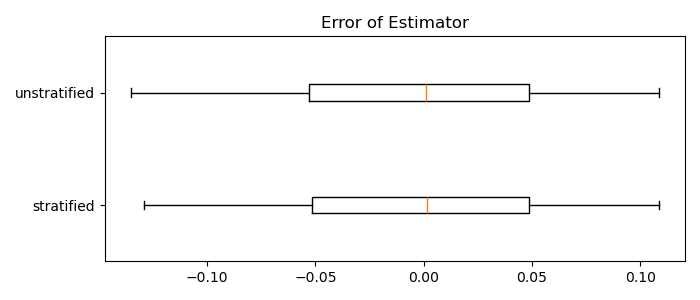 Error of Estimator
unstratified
stratified
−0.10 −0.05 0.00 0.05 0.10